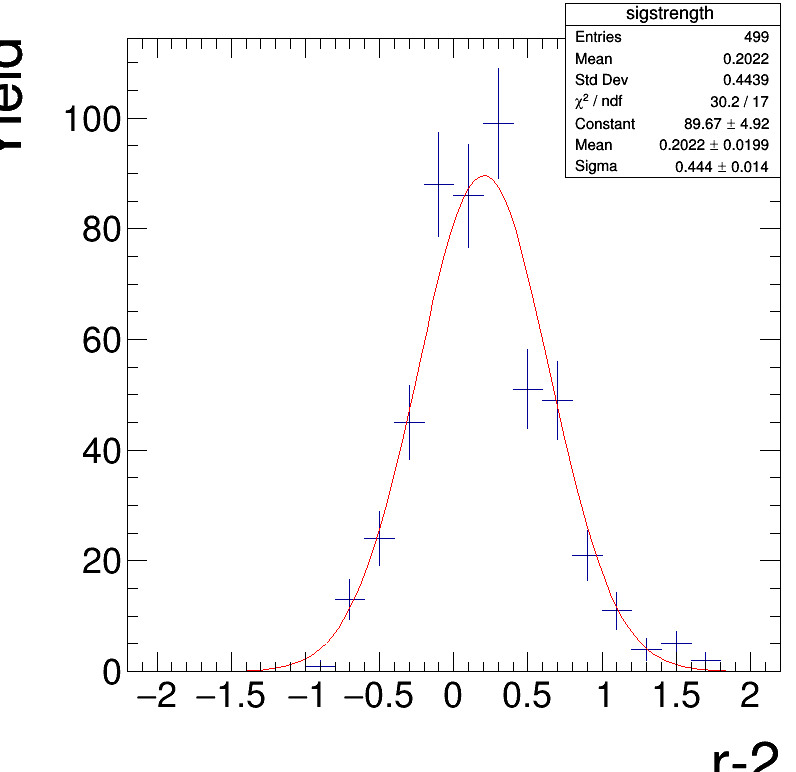 sigstrength
Entries 499
Mean 0.2022
Std Dev 0.4439
χ² / ndf 30.2 / 17
Constant 89.67 ± 4.92
Mean 0.2022 ± 0.0199
Sigma 0.444 ± 0.014
Yield
100
80
60
40
20
0
−2 −1.5 −1 −0.5 0 0.5 1 1.5 2
r-2